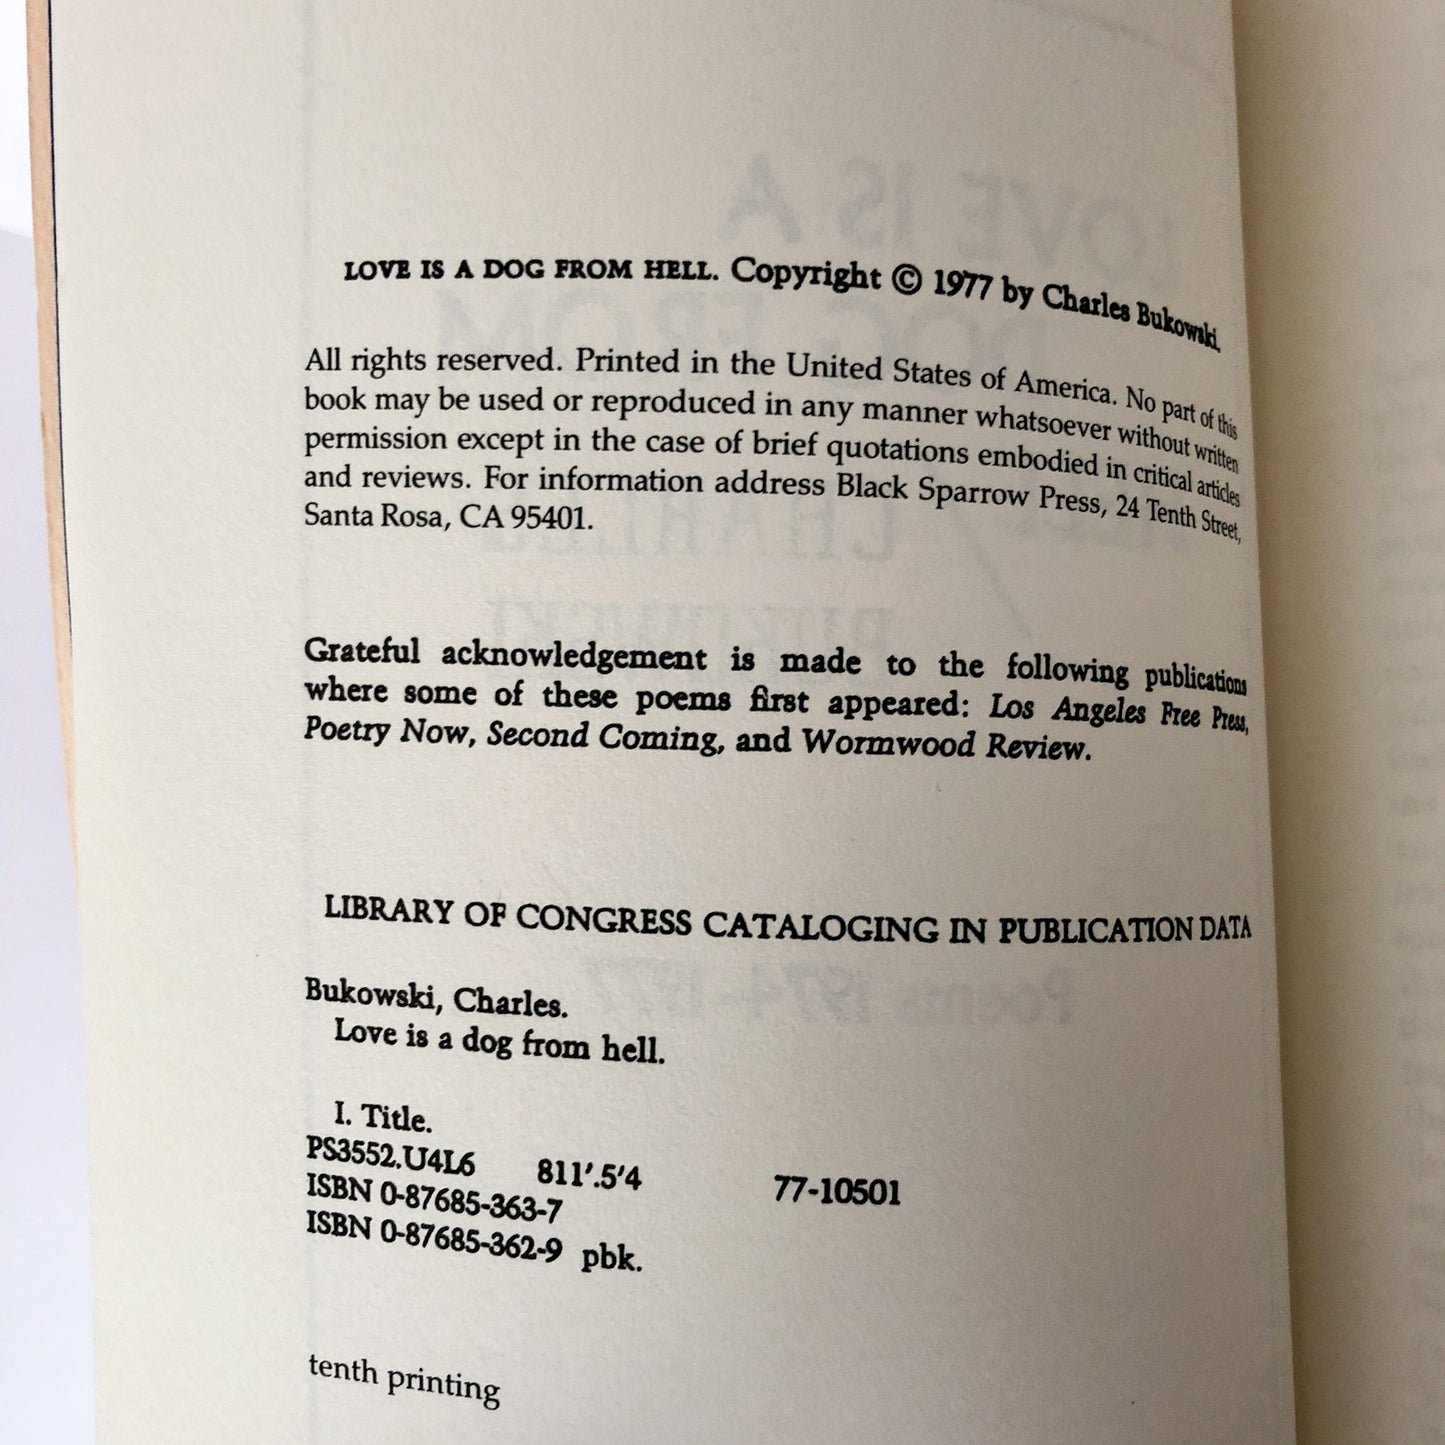 LOVE IS A DOG FROM HELL. Copyright © 1977 by Charles Bukowski.
All rights reserved. Printed in the United States of America. No part of this
book may be used or reproduced in any manner whatsoever without written
permission except in the case of brief quotations embodied in critical articles
and reviews. For information address Black Sparrow Press, 24 Tenth Street,
Santa Rosa, CA 95401.
Grateful acknowledgement is made to the following publications
where some of these poems first appeared: Los Angeles Free Press,
Poetry Now, Second Coming, and Wormwood Review.
LIBRARY OF CONGRESS CATALOGING IN PUBLICATION DATA
Bukowski, Charles.
Love is a dog from hell.
I. Title.
PS3552.U4L6 811'.5'4 77-10501
ISBN 0-87685-363-7
ISBN 0-87685-362-9 pbk.
tenth printing